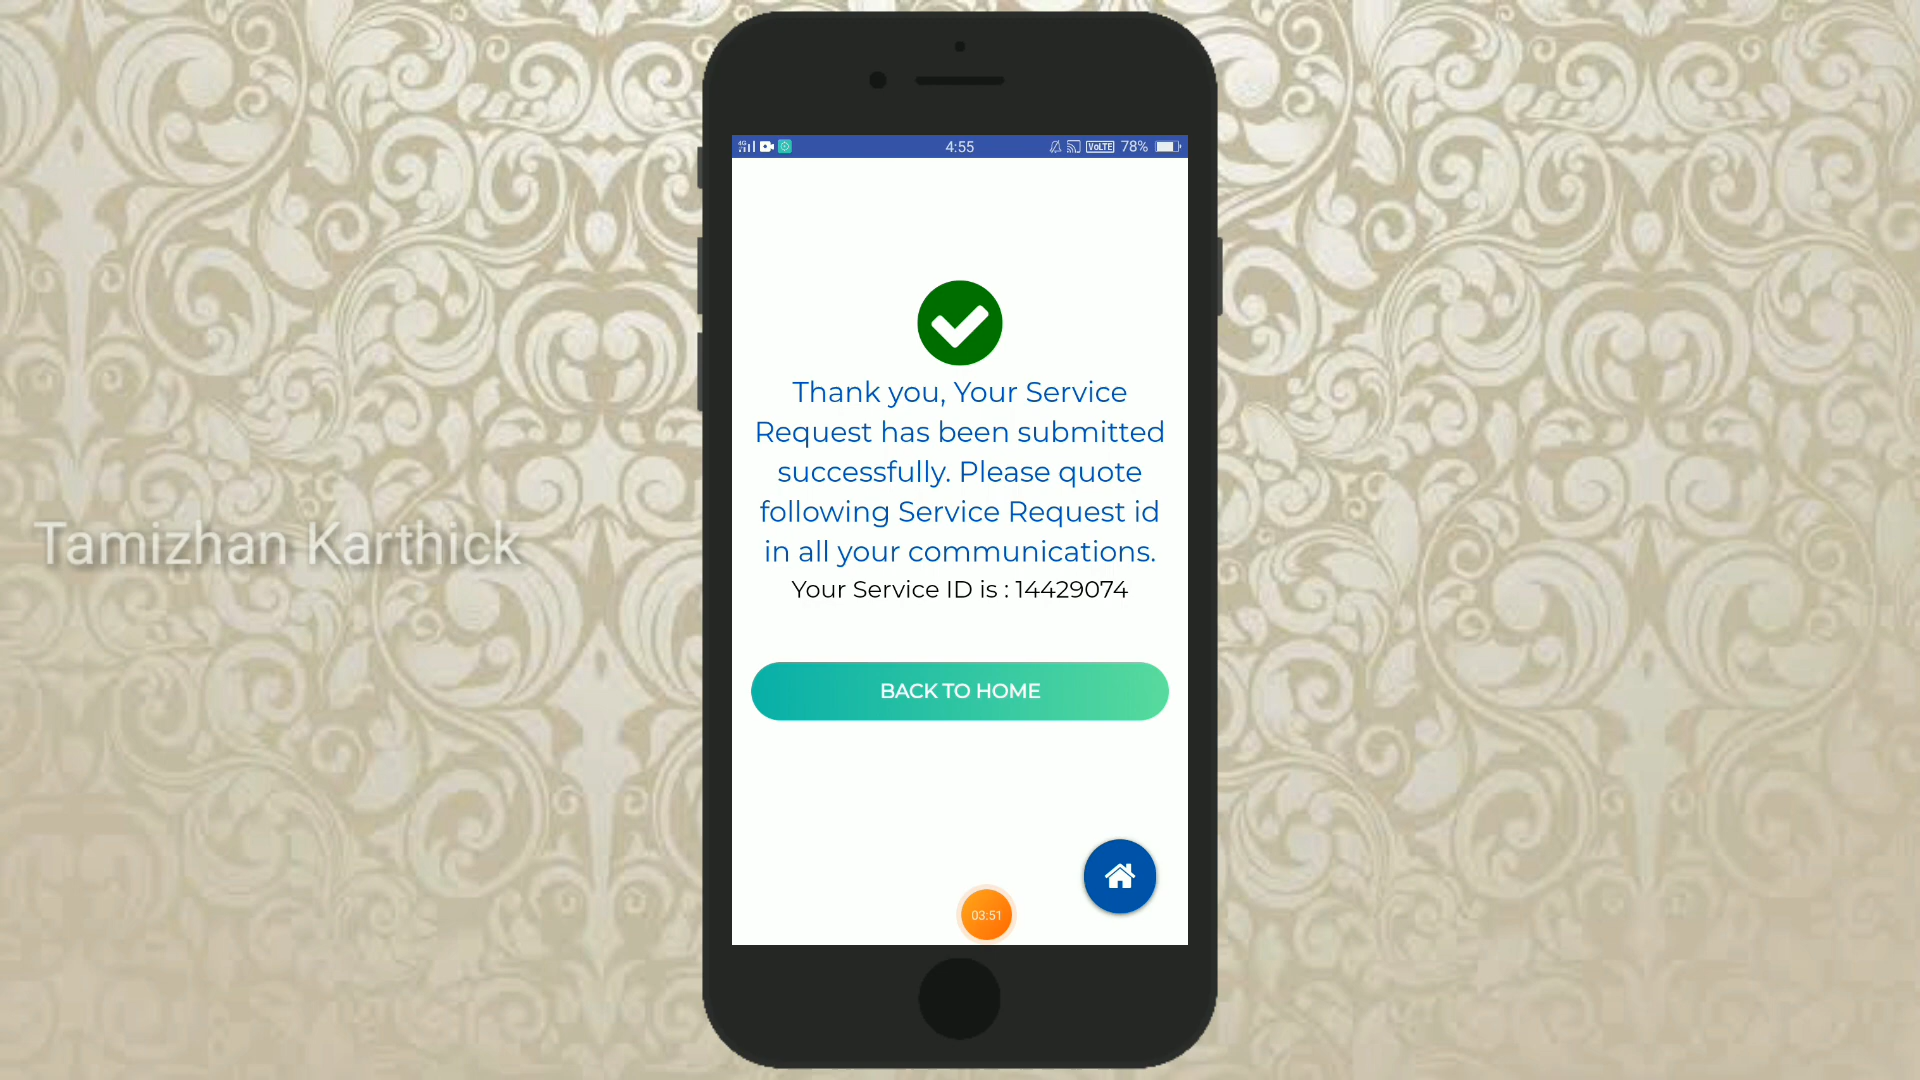 4G 4:55 VoLTE 78%
Thank you, Your Service
Request has been submitted
successfully. Please quote
following Service Request id
in all your communications.
Your Service ID is : 14429074
Tamizhan Karthick
BACK TO HOME
03:51